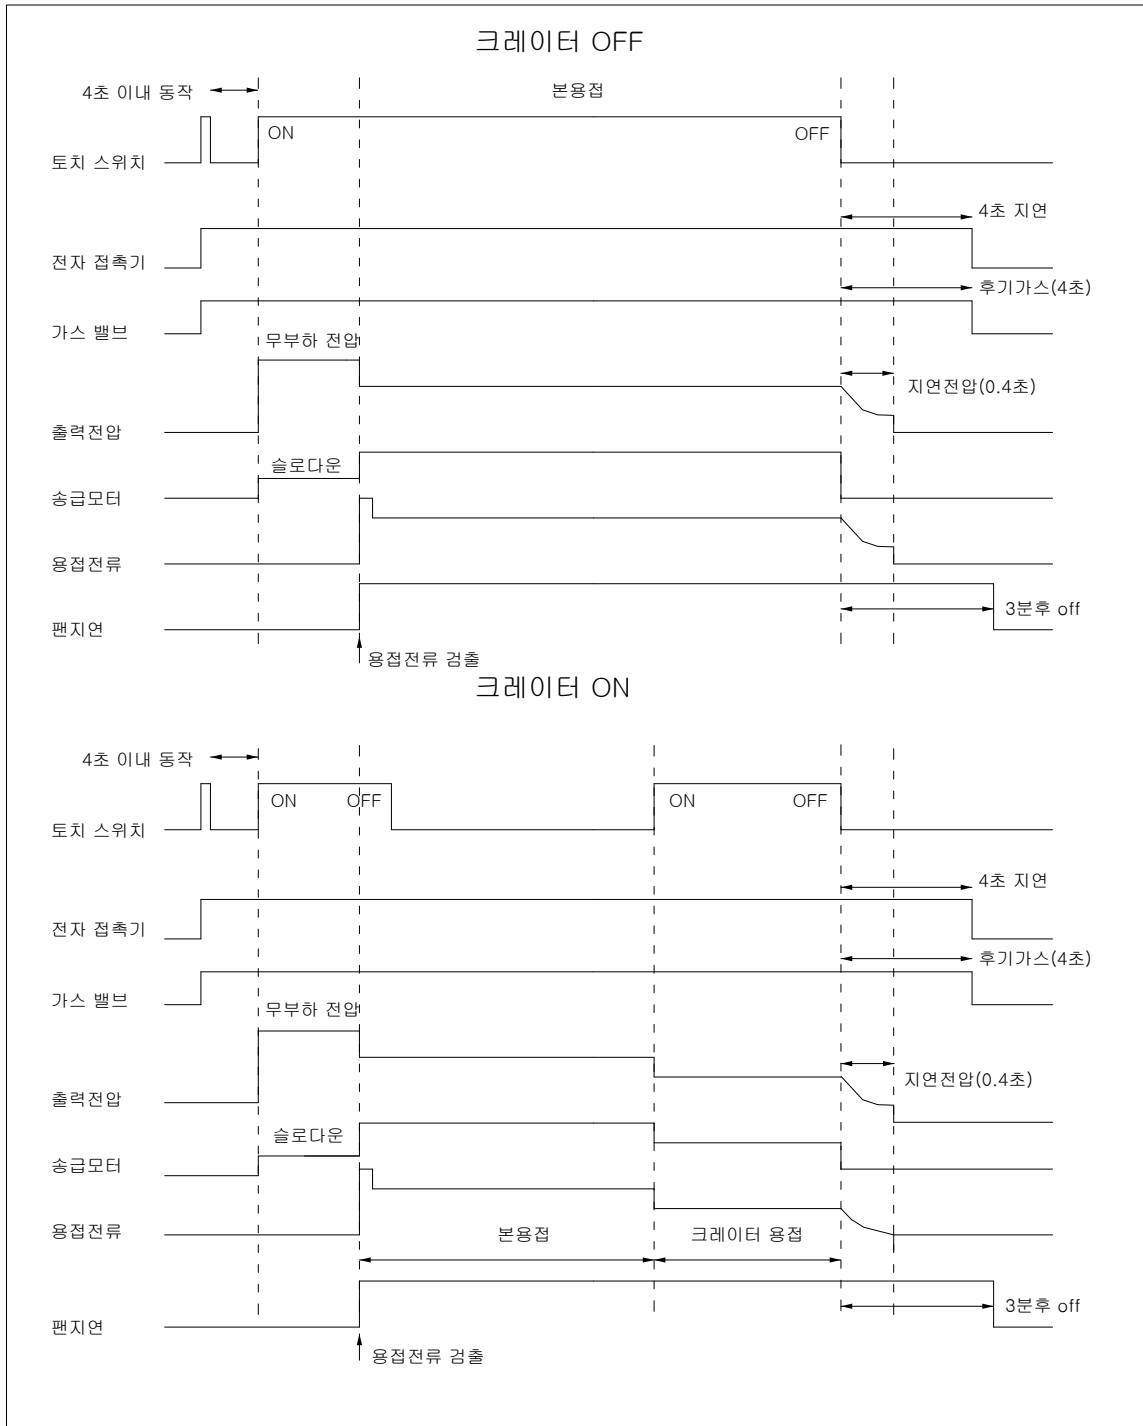 크레이터 OFF
4초 이내 동작
본용접
ON
OFF
토치 스위치
4초 지연
전자 접촉기
후기가스(4초)
가스 밸브
무부하 전압
지연전압(0.4초)
출력전압
슬로다운
송급모터
용접전류
3분후 off
팬지연
용접전류 검출
크레이터 ON
4초 이내 동작
ON
OFF
ON
OFF
토치 스위치
4초 지연
전자 접촉기
후기가스(4초)
가스 밸브
무부하 전압
지연전압(0.4초)
출력전압
슬로다운
송급모터
용접전류
본용접
크레이터 용접
3분후 off
팬지연
용접전류 검출